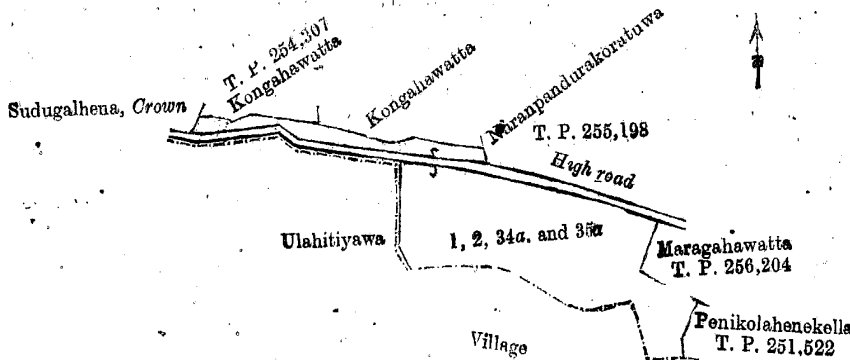 T. P. 254,307
Kongahawatta
Sudugalhena, Crown
Kongahawatta
Naranpandurakoratuwa
T. P. 255,198
High road
Ulahitiyawa
1, 2, 34a. and 35a
Maragahawatta
T. P. 256,204
Penikolahenekella
T. P. 251,522
Village